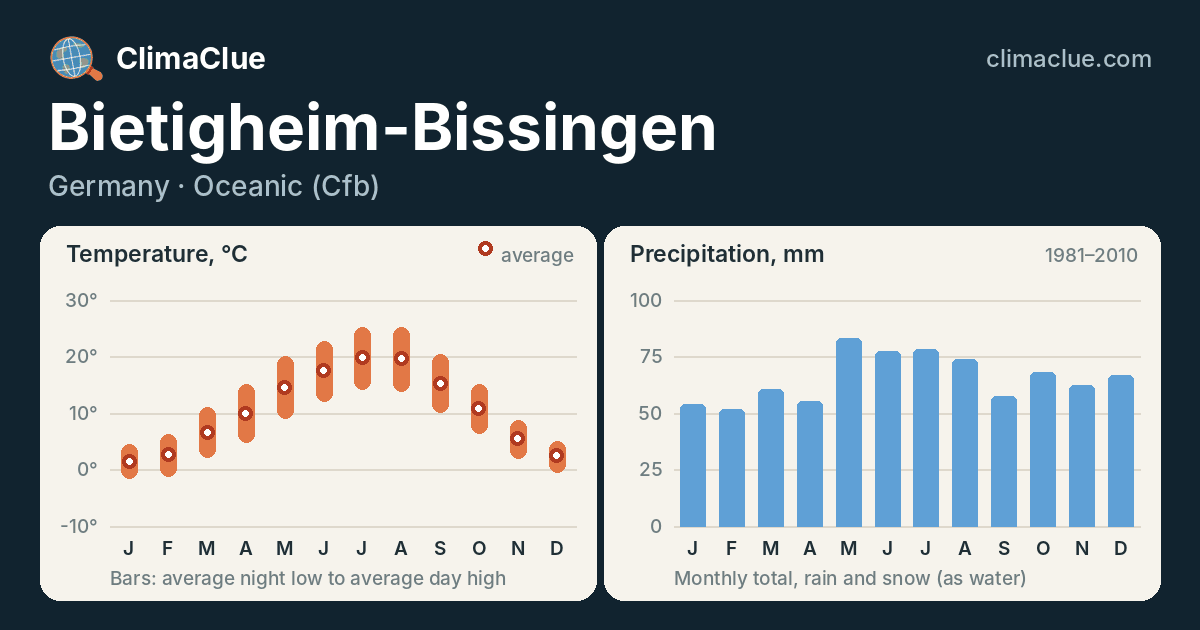 ClimaClue
climaclue.com
Bietigheim-Bissingen
Germany · Oceanic (Cfb)
Temperature, °C
average
30°
20°
10°
0°
-10°
J F M A M J J A S O N D
Bars: average night low to average day high
Precipitation, mm
1981–2010
100
75
50
25
0
J F M A M J J A S O N D
Monthly total, rain and snow (as water)